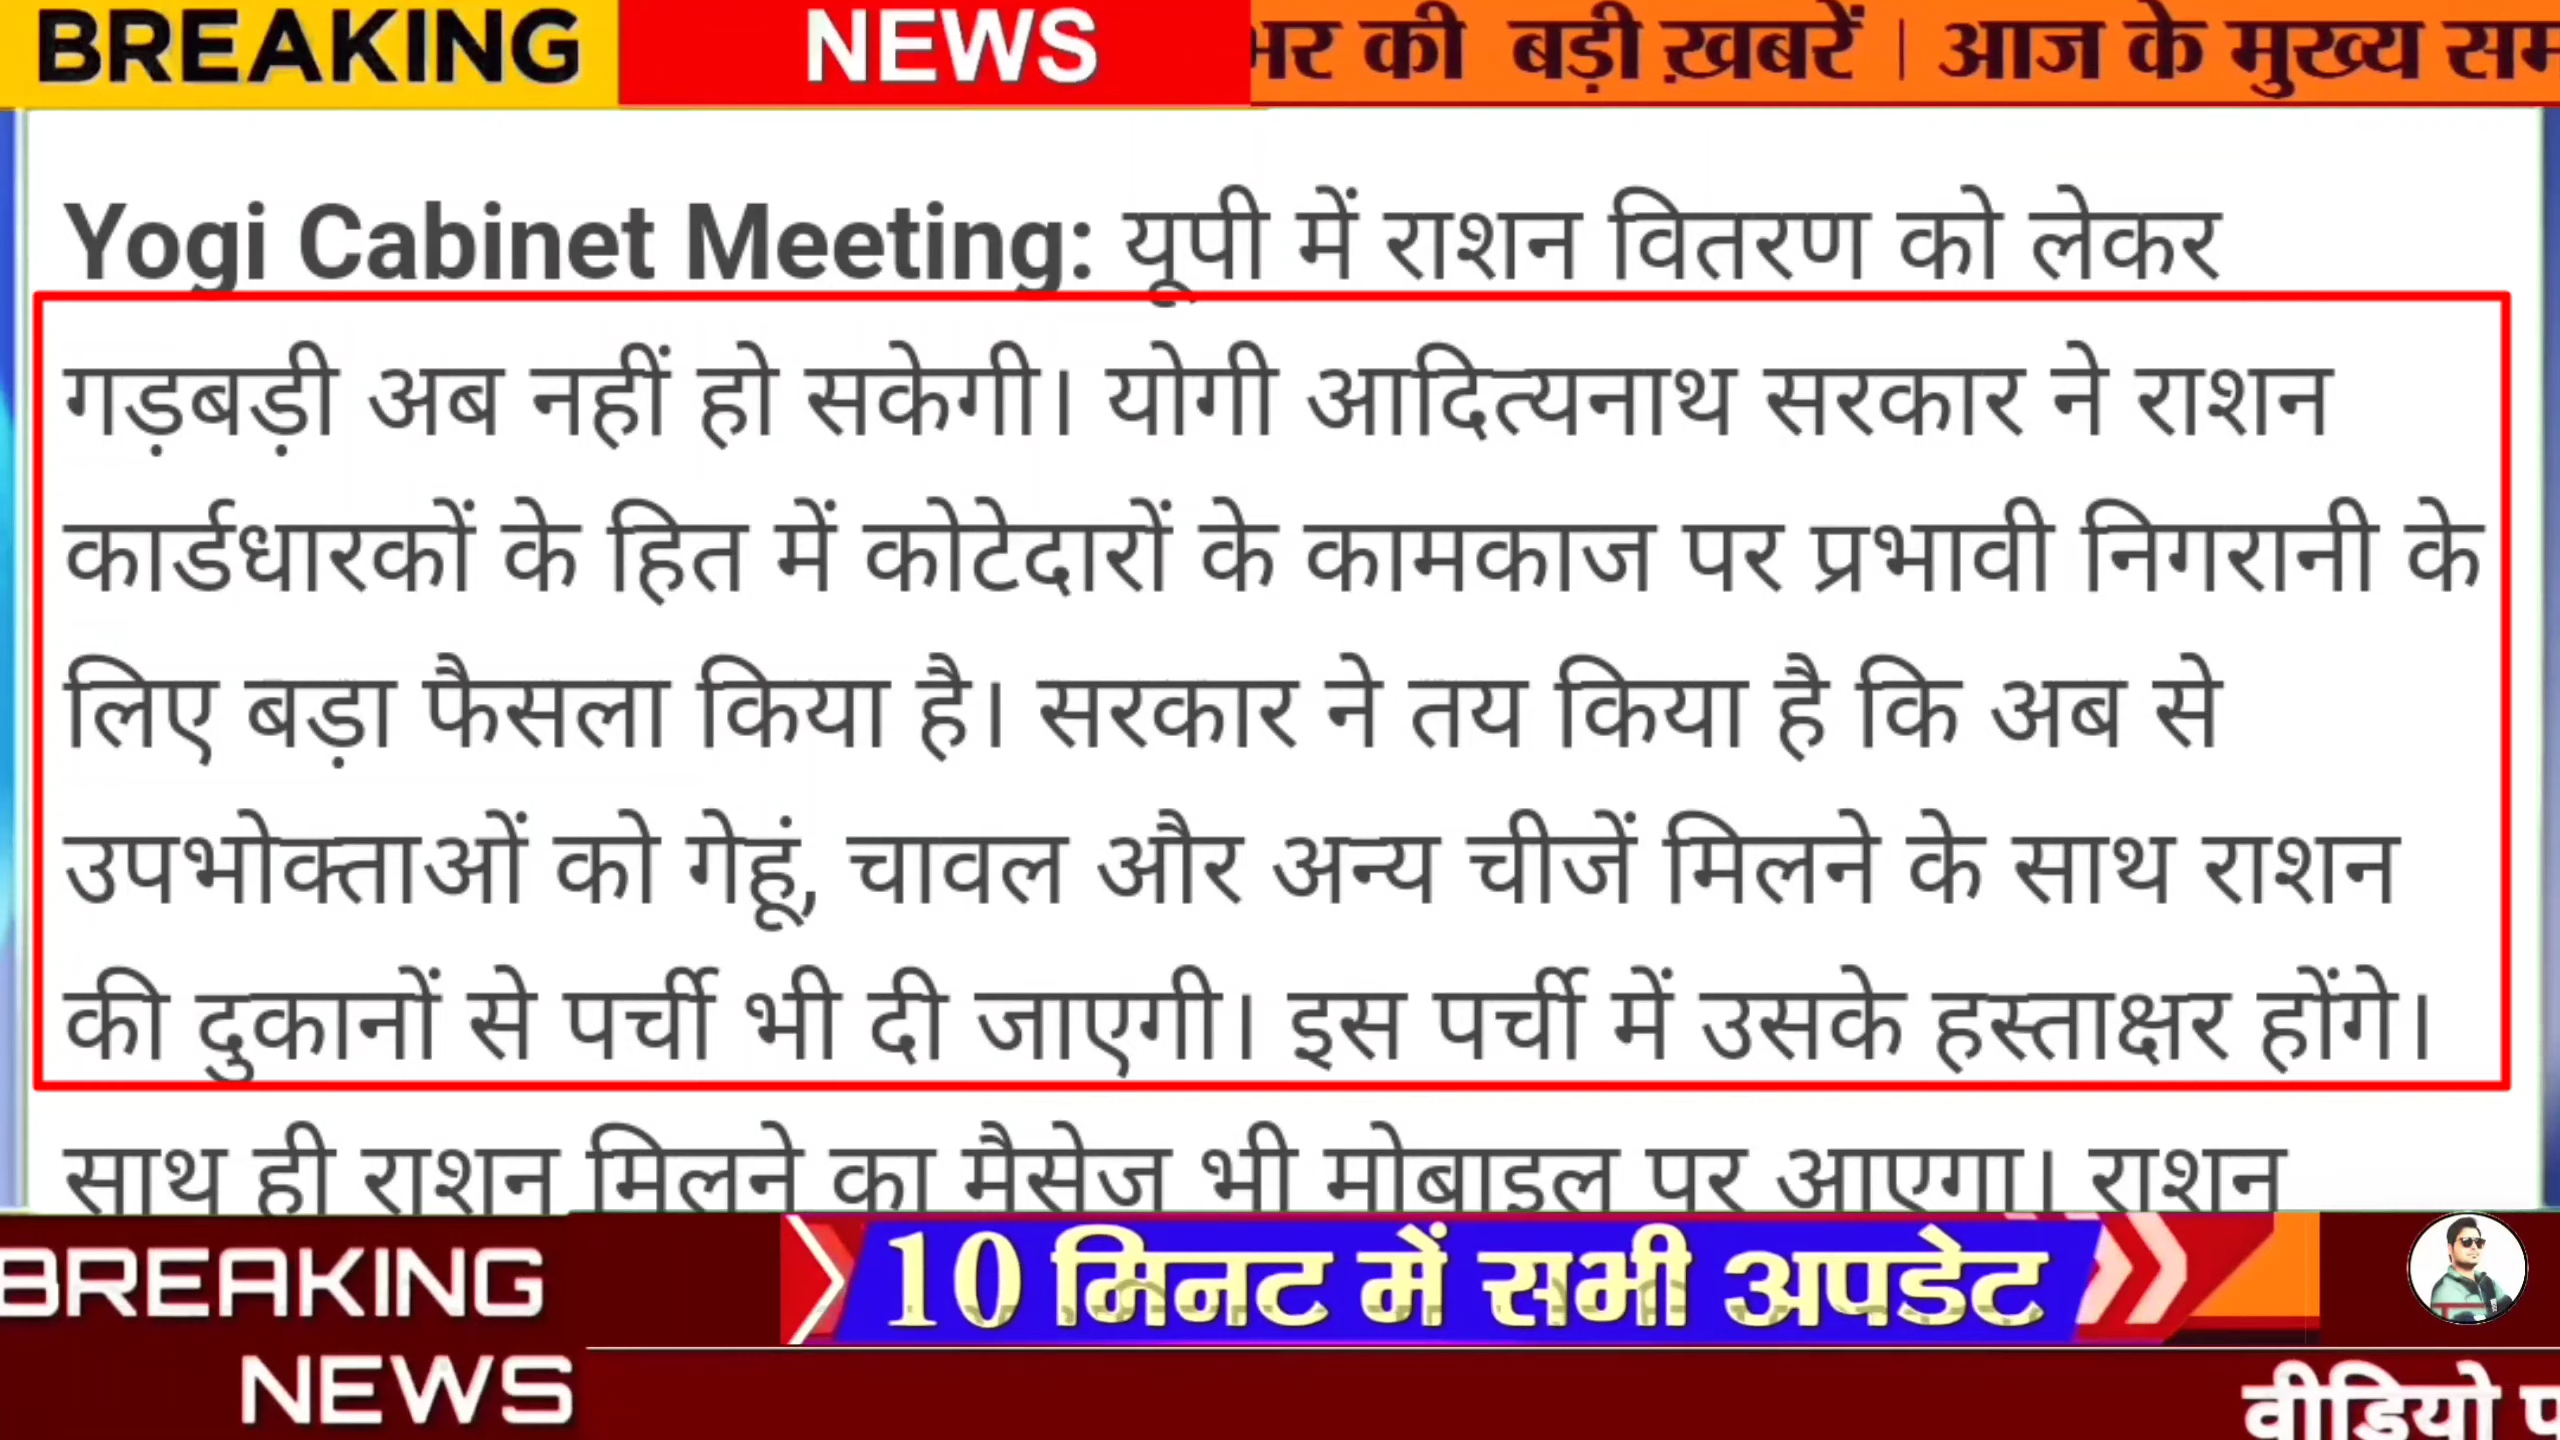 BREAKING NEWS की बड़ी ख़बरें | आज के मुख्य
Yogi Cabinet Meeting: यूपी में राशन वितरण को लेकर
गड़बड़ी अब नहीं हो सकेगी। योगी आदित्यनाथ सरकार ने राशन
कार्डधारकों के हित में कोटेदारों के कामकाज पर प्रभावी निगरानी के
लिए बड़ा फैसला किया है। सरकार ने तय किया है कि अब से
उपभोक्ताओं को गेहूं, चावल और अन्य चीजें मिलने के साथ राशन
की दुकानों से पर्ची भी दी जाएगी। इस पर्ची में उसके हस्ताक्षर होंगे।
साथ ही राशन मिलने का मैसेज भी मोबाइल पर आएगा। राशन
BREAKING
NEWS
10 मिनट में सभी अपडेट
वीडियो